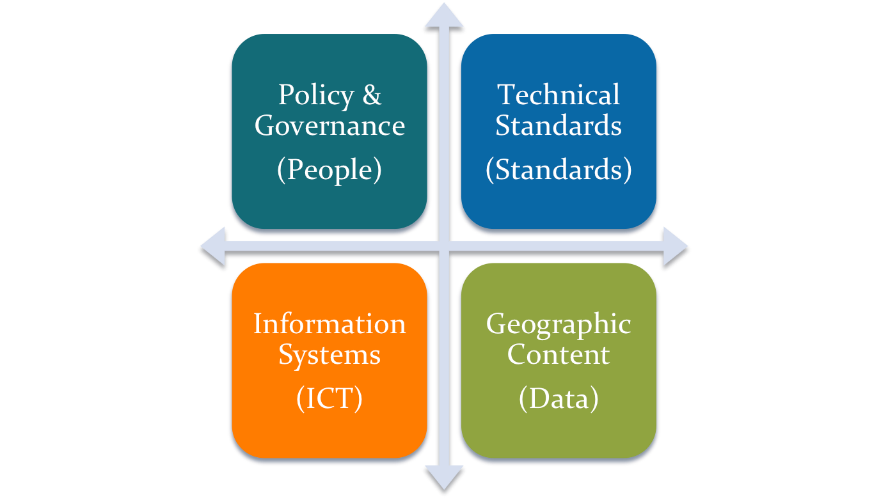 Policy &
Governance
(People)
Technical
Standards
(Standards)
Information
Systems
(ICT)
Geographic
Content
(Data)